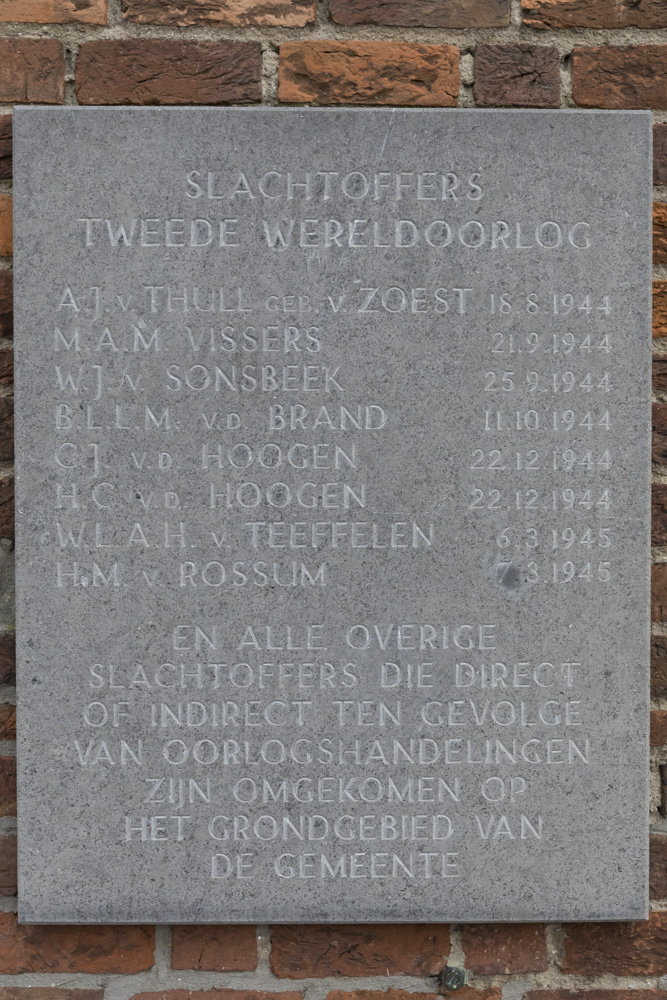 SLACHTOFFERS
TWEEDE WERELDOORLOG
A.J. v. THULL GEB. v. ZOEST 18.8.1944
M.A.M. VISSERS 21.9.1944
W.J. v. SONSBEEK 25.9.1944
B.L.L.M. v.d. BRAND 11.10.1944
G.J. v.d. HOOGEN 22.12.1944
H.C. v.d. HOOGEN 22.12.1944
W.L.A.H. v. TEEFFELEN 6.3.1945
H.M. v. ROSSUM .3.1945
EN ALLE OVERIGE
SLACHTOFFERS DIE DIRECT
OF INDIRECT TEN GEVOLGE
VAN OORLOGSHANDELINGEN
ZIJN OMGEKOMEN OP
HET GRONDGEBIED VAN
DE GEMEENTE